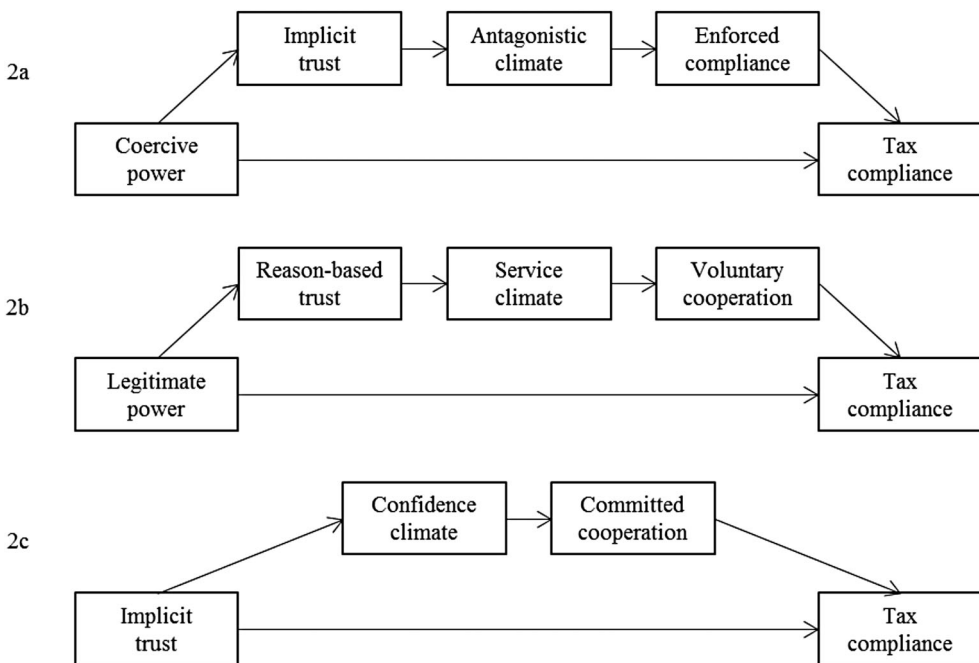 2a
Implicit
trust
Antagonistic
climate
Enforced
compliance
Coercive
power
Tax
compliance
2b
Reason-based
trust
Service
climate
Voluntary
cooperation
Legitimate
power
Tax
compliance
2c
Confidence
climate
Committed
cooperation
Implicit
trust
Tax
compliance